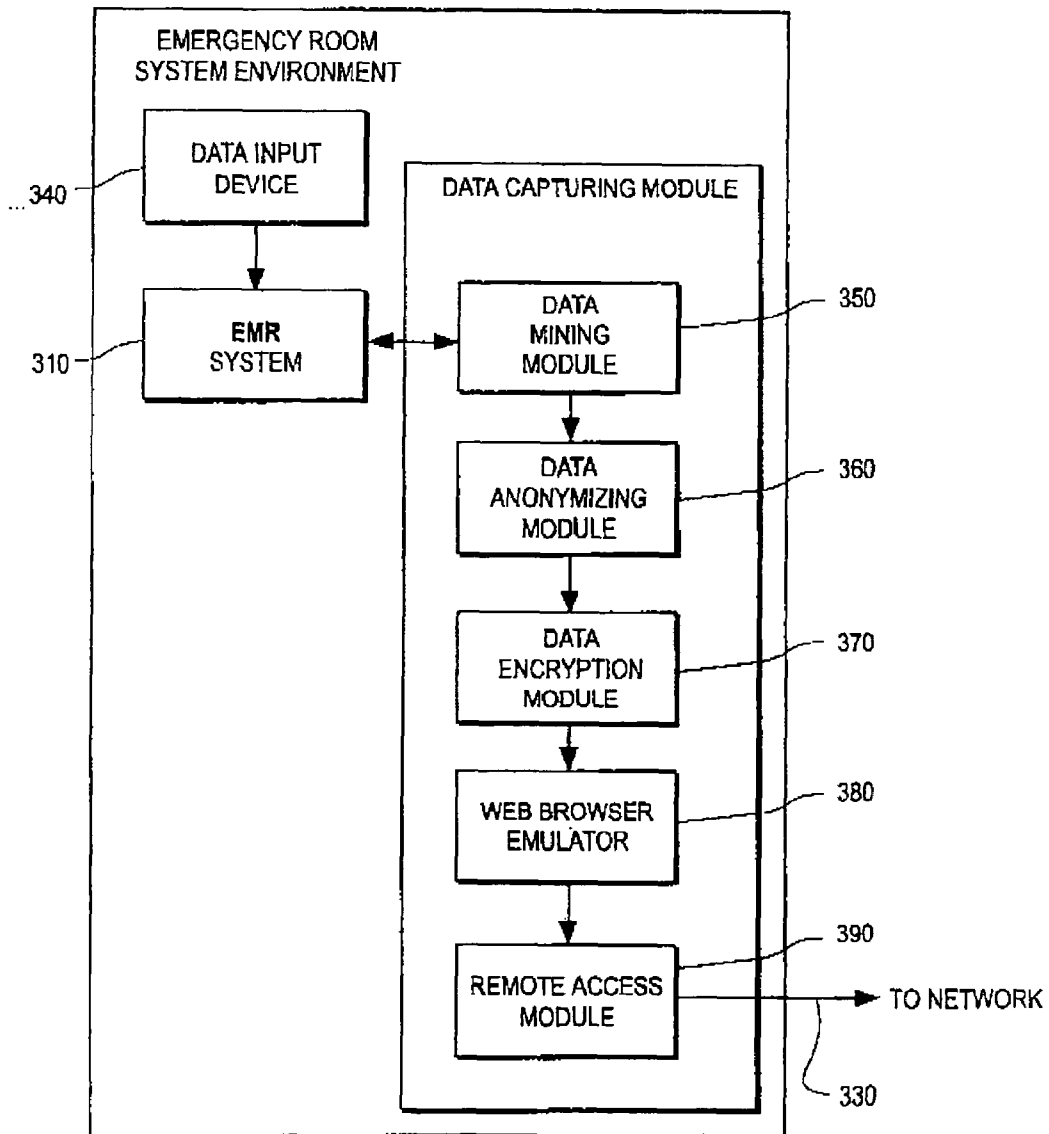 EMERGENCY ROOM
SYSTEM ENVIRONMENT
DATA INPUT
DEVICE
...340
EMR
SYSTEM
310
DATA CAPTURING MODULE
DATA
MINING
MODULE
350
DATA
ANONYMIZING
MODULE
360
DATA
ENCRYPTION
MODULE
370
WEB BROWSER
EMULATOR
380
REMOTE ACCESS
MODULE
390
TO NETWORK
330